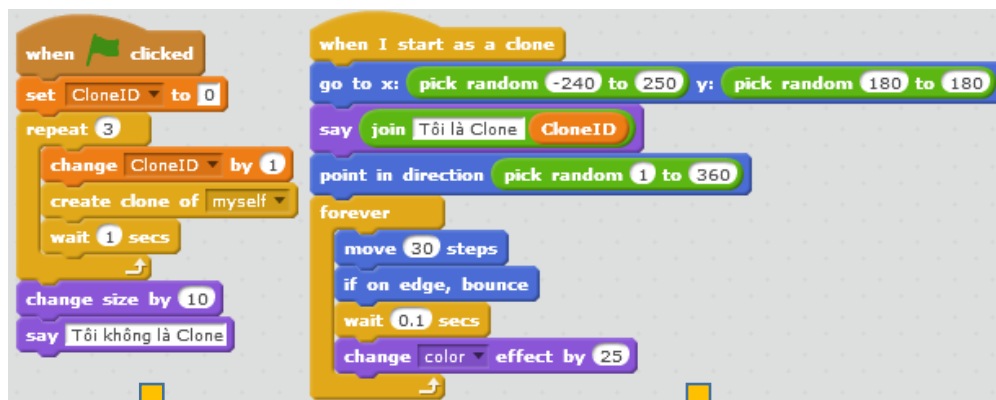 when clicked
set CloneID to 0
repeat 3
change CloneID by 1
create clone of myself
wait 1 secs
change size by 10
say Tôi không là Clone
when I start as a clone
go to x: pick random -240 to 250 y: pick random 180 to 180
say join Tôi là Clone CloneID
point in direction pick random 1 to 360
forever
move 30 steps
if on edge, bounce
wait 0.1 secs
change color effect by 25